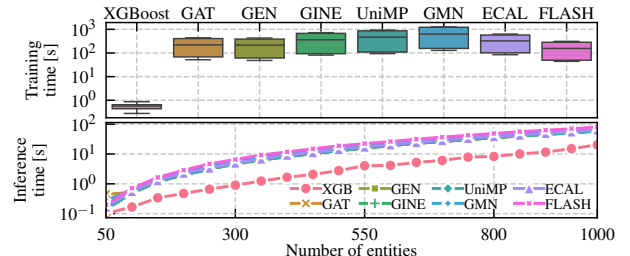 XGBoost GAT GEN GINE UniMP GMN ECAL FLASH
Training
time [s]
10³
10²
10⁰
Inference
time [s]
10²
10¹
10⁰
10⁻¹
XGB GEN UniMP ECAL
GAT GINE GMN FLASH
50 300 550 800 1000
Number of entities